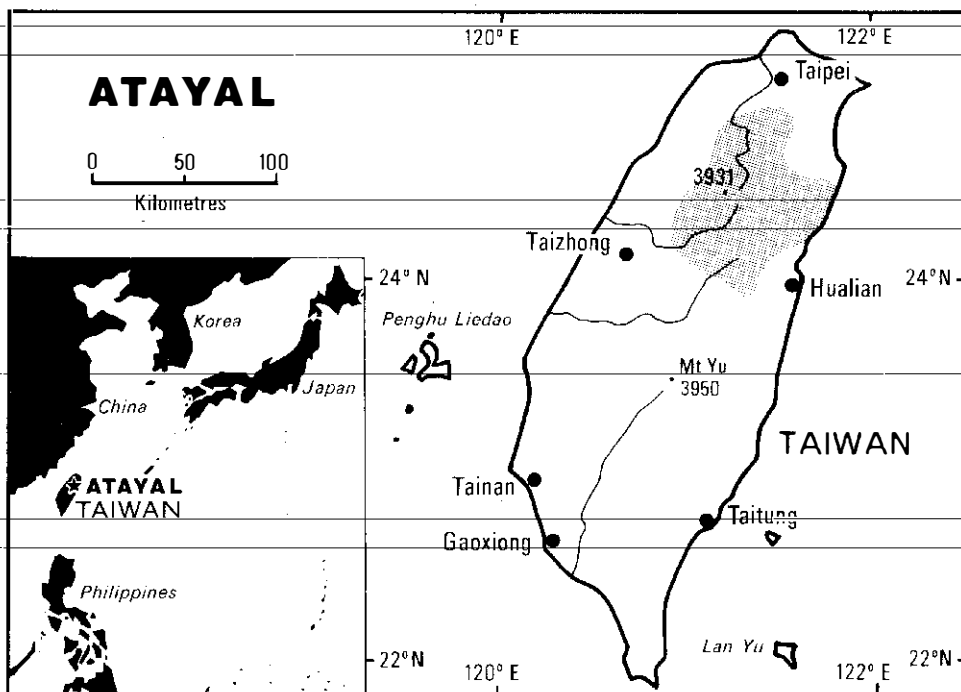 120° E
122° E
ATAYAL
Taipei
0 50 100
Kilometres
3931
Taizhong
24° N
24° N
Hualian
Korea
Penghu Liedao
Japan
China
Mt Yu
3950
TAIWAN
ATAYAL
TAIWAN
Tainan
Taitung
Gaoxiong
Philippines
Lan Yu
22° N
120° E
122° E
22° N